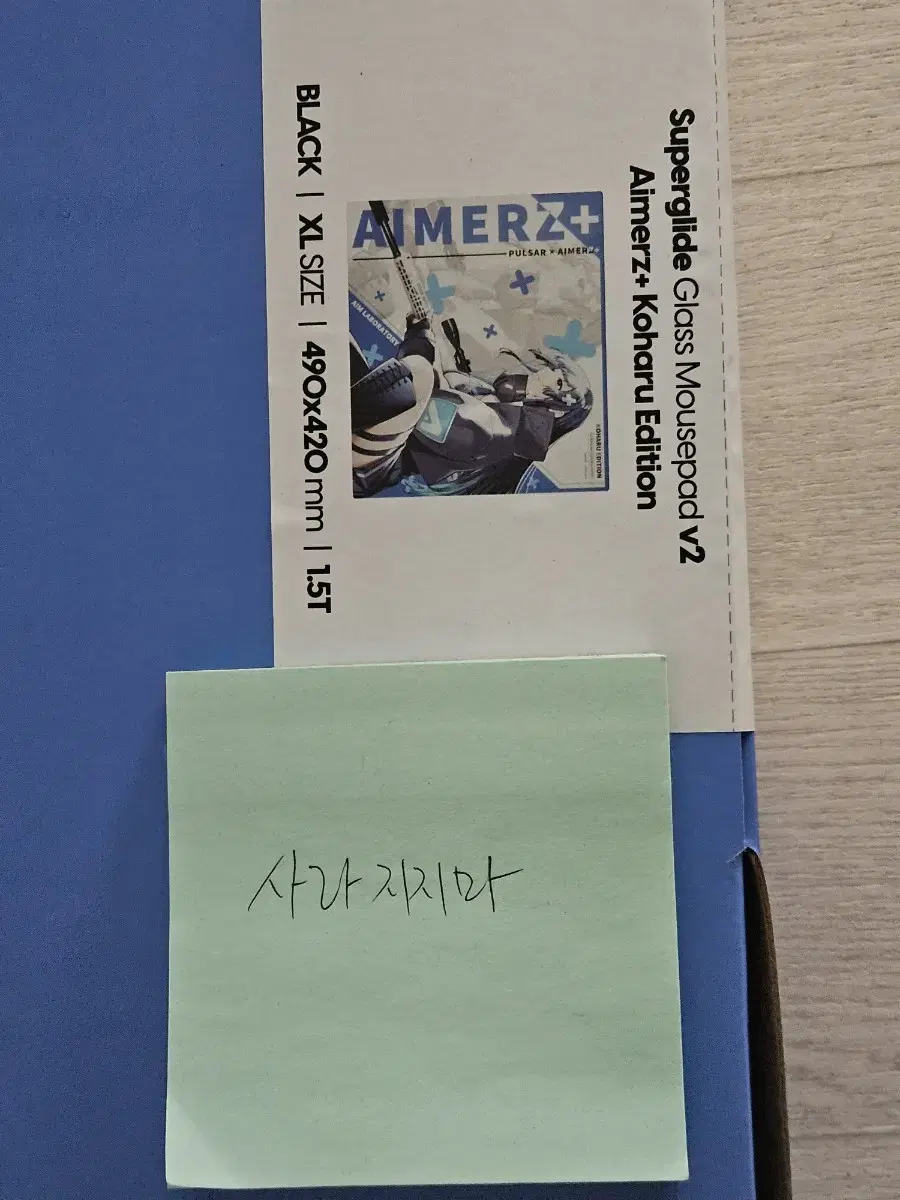 Superglide Glass Mousepad v2
Aimerz+ Koharu Edition
AIMERZ+
PULSAR × AIMERZ+
AIM LABORATORY
KOHARU EDITION
BLACK | XL SIZE | 490x420 mm | 1.5T
사라지지마